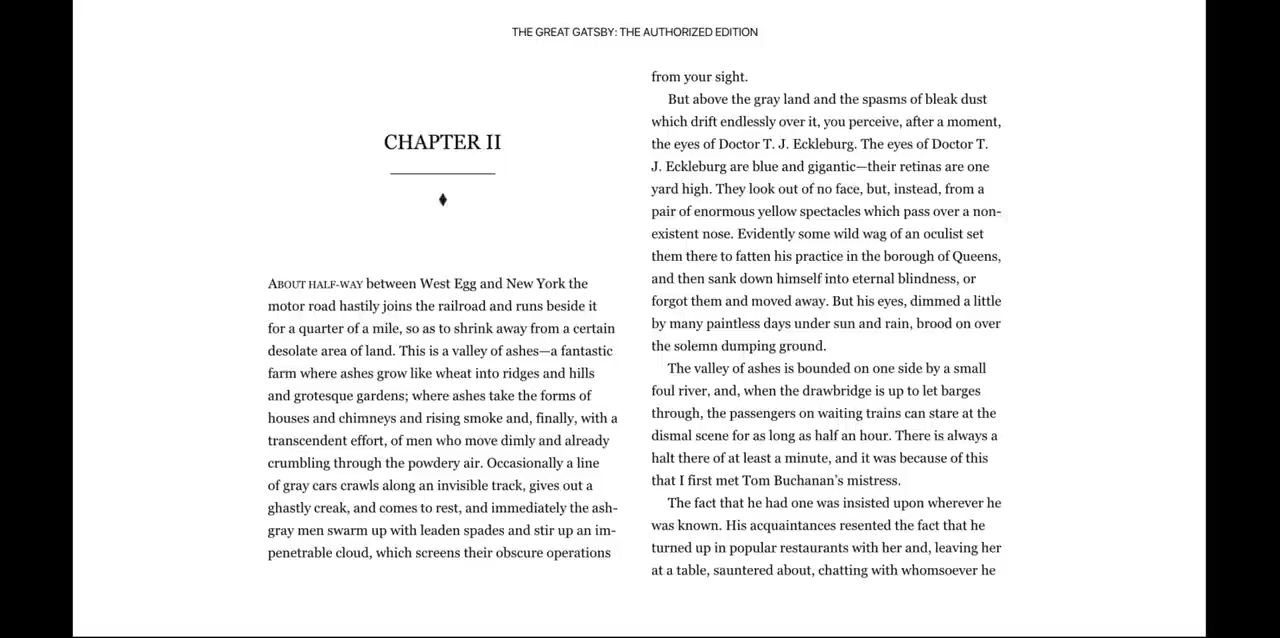 THE GREAT GATSBY: THE AUTHORIZED EDITION
CHAPTER II
ABOUT HALF-WAY between West Egg and New York the
motor road hastily joins the railroad and runs beside it
for a quarter of a mile, so as to shrink away from a certain
desolate area of land. This is a valley of ashes—a fantastic
farm where ashes grow like wheat into ridges and hills
and grotesque gardens; where ashes take the forms of
houses and chimneys and rising smoke and, finally, with a
transcendent effort, of men who move dimly and already
crumbling through the powdery air. Occasionally a line
of gray cars crawls along an invisible track, gives out a
ghastly creak, and comes to rest, and immediately the ash-
gray men swarm up with leaden spades and stir up an im-
penetrable cloud, which screens their obscure operations
from your sight.
But above the gray land and the spasms of bleak dust
which drift endlessly over it, you perceive, after a moment,
the eyes of Doctor T. J. Eckleburg. The eyes of Doctor T.
J. Eckleburg are blue and gigantic—their retinas are one
yard high. They look out of no face, but, instead, from a
pair of enormous yellow spectacles which pass over a non-
existent nose. Evidently some wild wag of an oculist set
them there to fatten his practice in the borough of Queens,
and then sank down himself into eternal blindness, or
forgot them and moved away. But his eyes, dimmed a little
by many paintless days under sun and rain, brood on over
the solemn dumping ground.
The valley of ashes is bounded on one side by a small
foul river, and, when the drawbridge is up to let barges
through, the passengers on waiting trains can stare at the
dismal scene for as long as half an hour. There is always a
halt there of at least a minute, and it was because of this
that I first met Tom Buchanan’s mistress.
The fact that he had one was insisted upon wherever he
was known. His acquaintances resented the fact that he
turned up in popular restaurants with her and, leaving her
at a table, sauntered about, chatting with whomsoever he